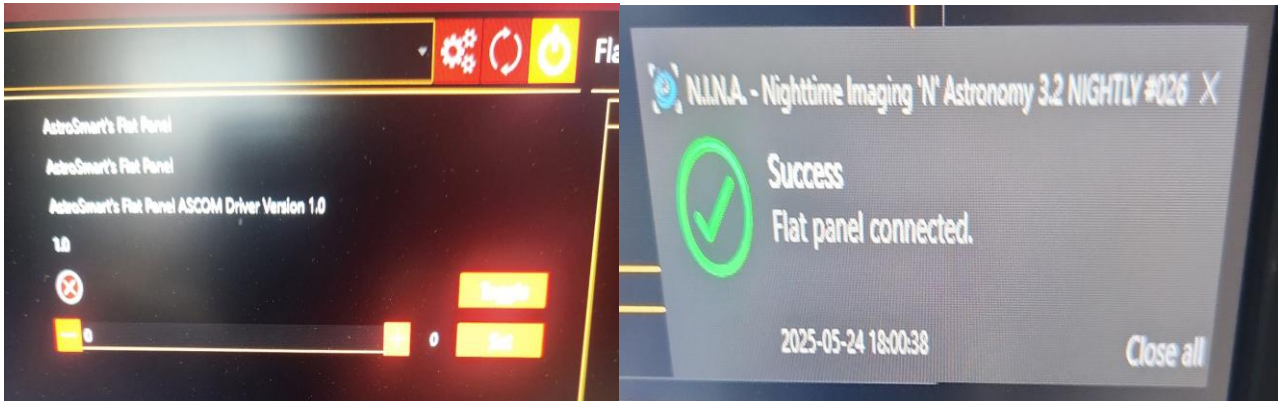 Fla
AstroSmart's Flat Panel
AstroSmart's Flat Panel
AstroSmart's Flat Panel ASCOM Driver Version 1.0
1.0
Toggle
0
0
Set
N.I.N.A. - Nighttime Imaging 'N' Astronomy 3.2 NIGHTLY #026 X
Success
Flat panel connected.
2025-05-24 18:00:38
Close all